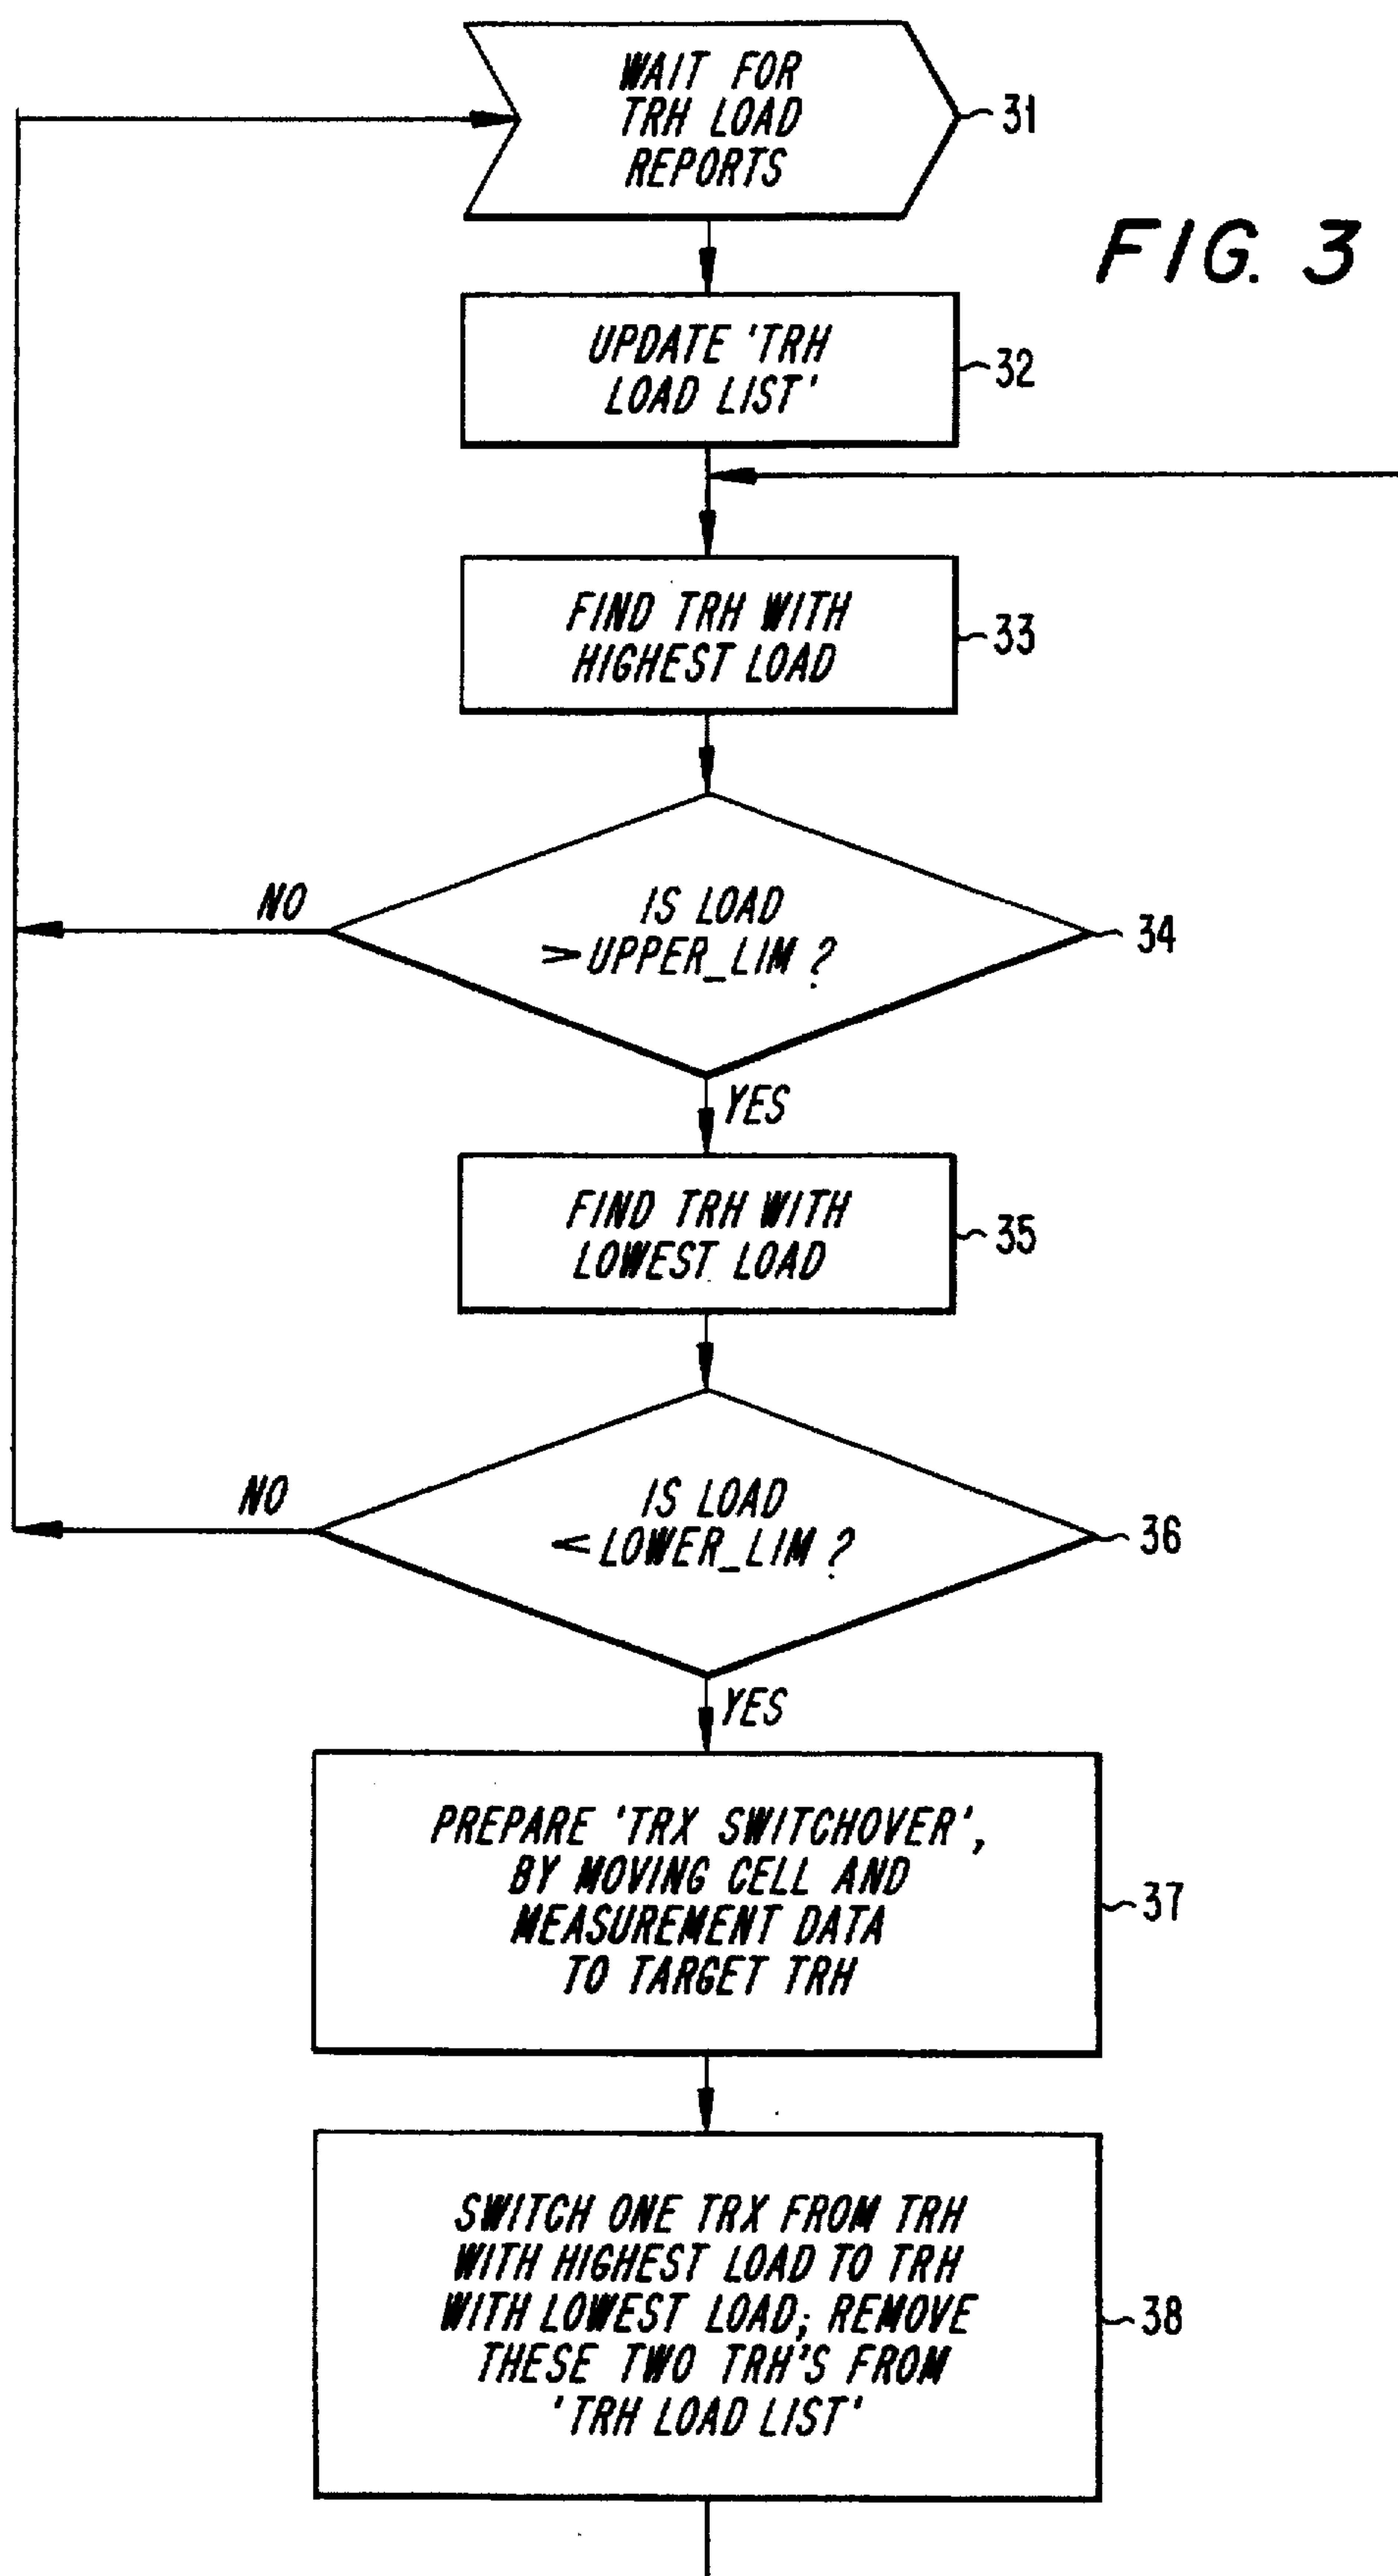 WAIT FOR
TRH LOAD
REPORTS
31
FIG. 3
UPDATE 'TRH
LOAD LIST'
32
FIND TRH WITH
HIGHEST LOAD
33
NO
IS LOAD
>UPPER_LIM ?
34
YES
FIND TRH WITH
LOWEST LOAD
35
NO
IS LOAD
<LOWER_LIM ?
36
YES
PREPARE 'TRX SWITCHOVER',
BY MOVING CELL AND
MEASUREMENT DATA
TO TARGET TRH
37
SWITCH ONE TRX FROM TRH
WITH HIGHEST LOAD TO TRH
WITH LOWEST LOAD; REMOVE
THESE TWO TRH'S FROM
'TRH LOAD LIST'
38